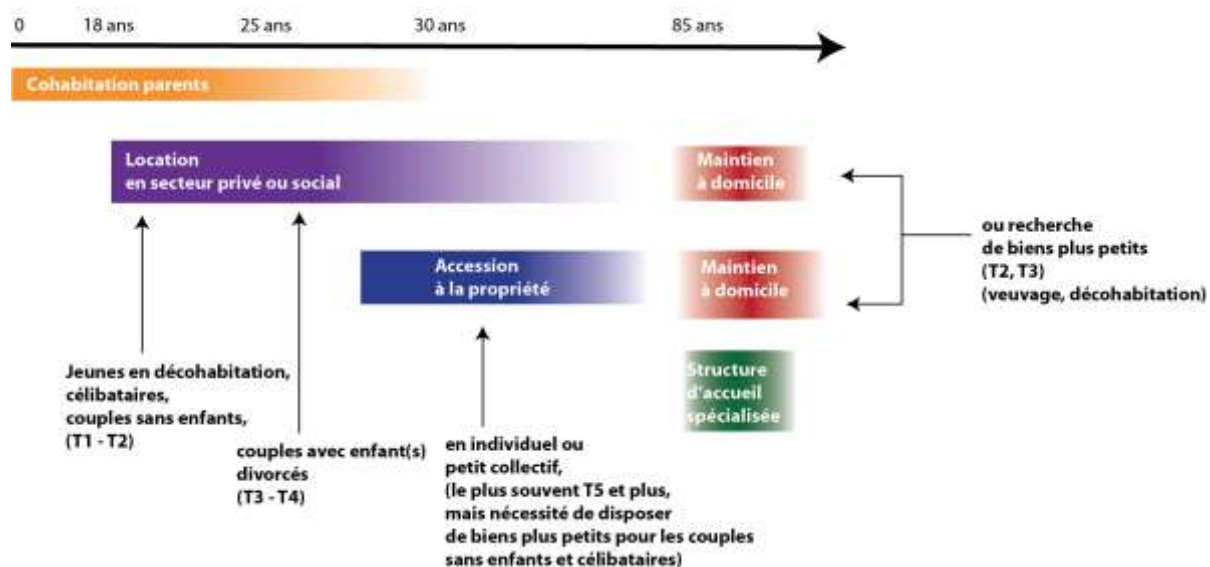 0 18 ans 25 ans 30 ans 85 ans
Cohabitation parents
Location
en secteur privé ou social
Maintien
à domicile
Accession
à la propriété
Maintien
à domicile
ou recherche
de biens plus petits
(T2, T3)
(veuvage, décohabitation)
Structure
d'accueil
spécialisée
Jeunes en décohabitation,
célibataires,
couples sans enfants,
(T1 - T2)
couples avec enfant(s)
divorcés
(T3 - T4)
en individuel ou
petit collectif,
(le plus souvent T5 et plus,
mais nécessité de disposer
de biens plus petits pour les couples
sans enfants et célibataires)